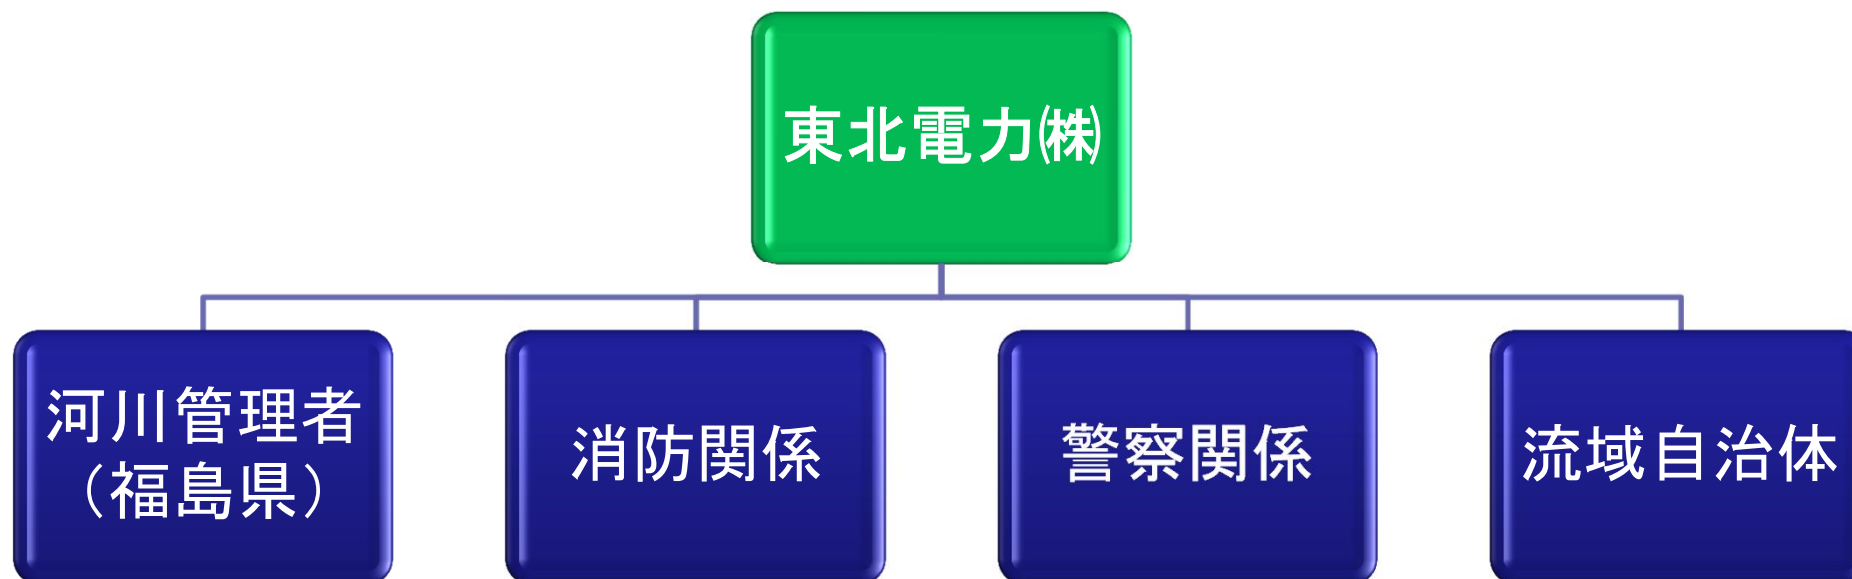 東北電力㈱
河川管理者
（福島県）
消防関係
警察関係
流域自治体